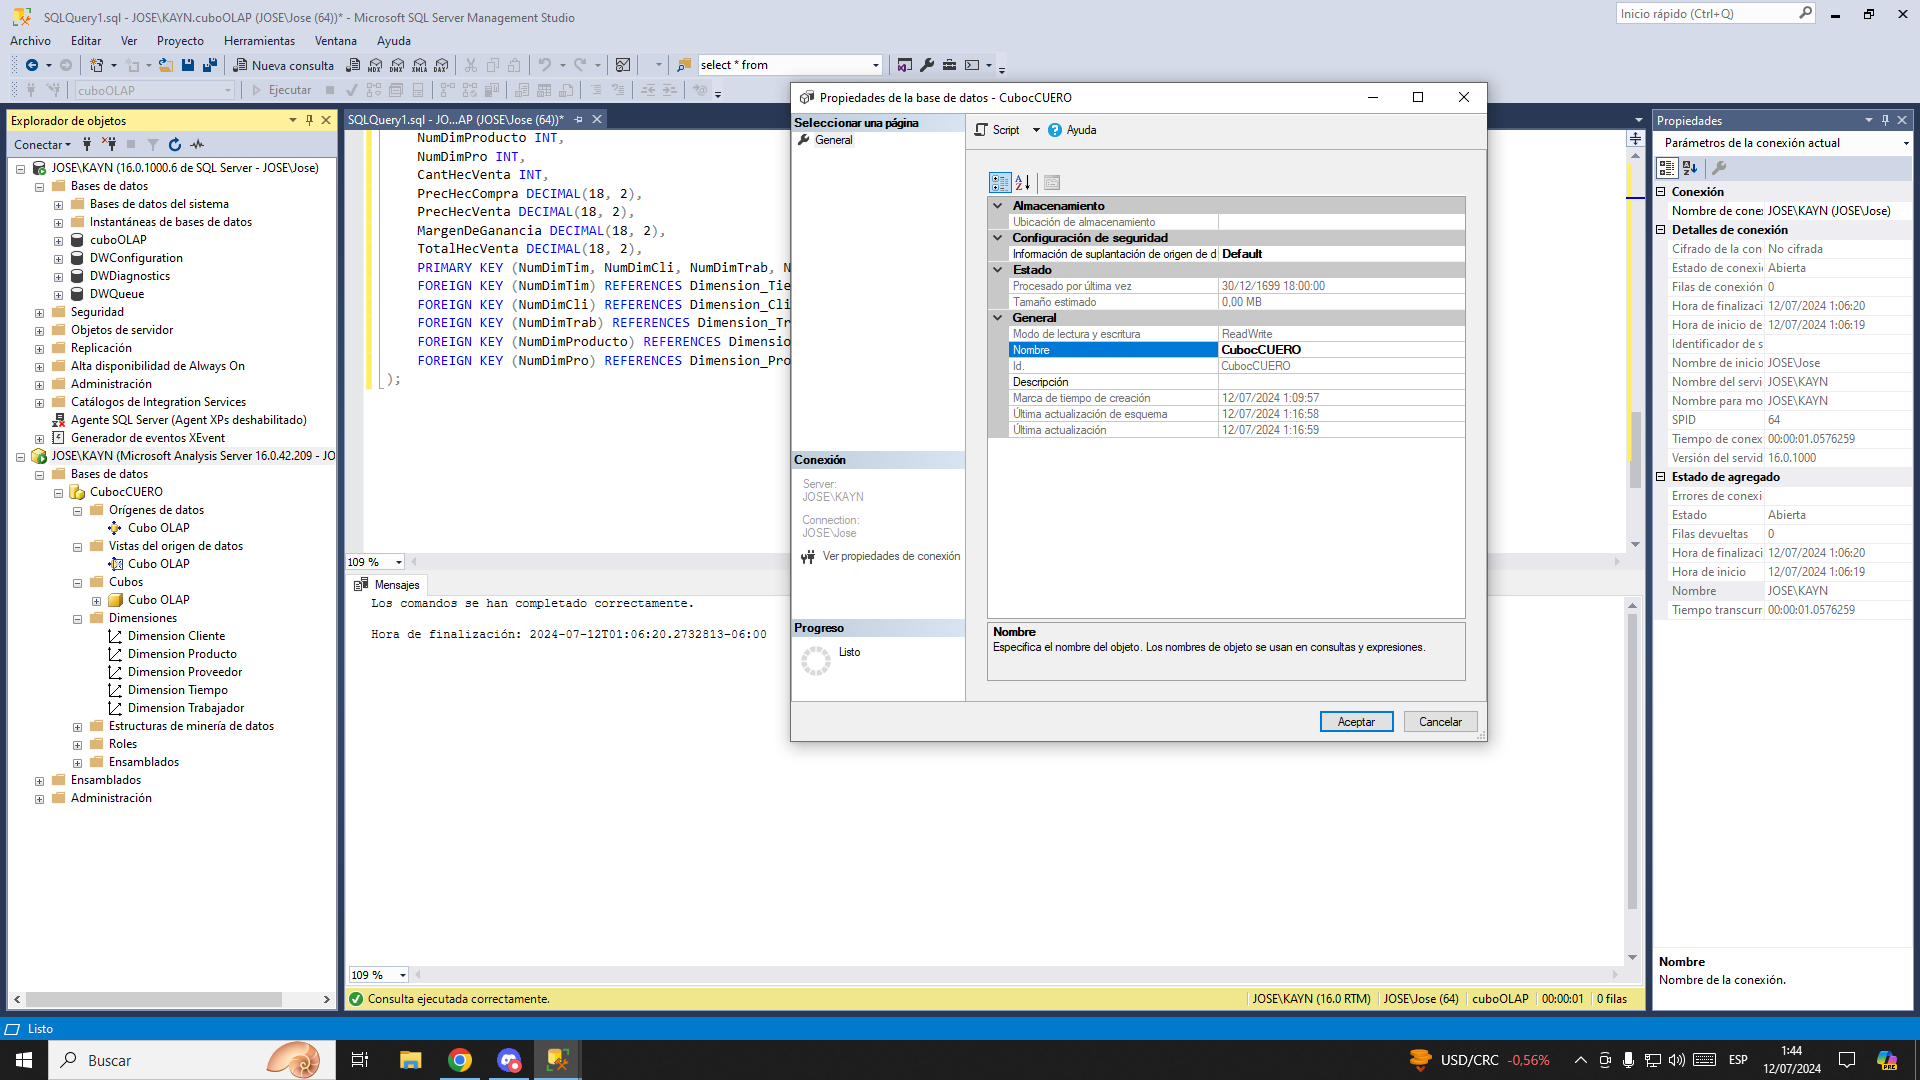 SQLQuery1.sql - JOSE\KAYN.cuboOLAP (JOSE\Jose (64))* - Microsoft SQL Server Management Studio
Inicio rápido (Ctrl+Q)
Archivo Editar Ver Proyecto Herramientas Ventana Ayuda
Nueva consulta MDX DMX XMLA DAX select * from
cuboOLAP Ejecutar
Explorador de objetos
Conectar
JOSE\KAYN (16.0.1000.6 de SQL Server - JOSE\Jose)
Bases de datos
Bases de datos del sistema
Instantáneas de bases de datos
cuboOLAP
DWConfiguration
DWDiagnostics
DWQueue
Seguridad
Objetos de servidor
Replicación
Alta disponibilidad de Always On
Administración
Catálogos de Integration Services
Agente SQL Server (Agent XPs deshabilitado)
Generador de eventos XEvent
JOSE\KAYN (Microsoft Analysis Server 16.0.42.209 - JO
Bases de datos
CubocCUERO
Orígenes de datos
Cubo OLAP
Vistas del origen de datos
Cubo OLAP
Cubos
Cubo OLAP
Dimensiones
Dimension Cliente
Dimension Producto
Dimension Proveedor
Dimension Tiempo
Dimension Trabajador
Estructuras de minería de datos
Roles
Ensamblados
Ensamblados
Administración
SQLQuery1.sql - JO...AP (JOSE\Jose (64))*
NumDimProducto INT,
NumDimPro INT,
CantHecVenta INT,
PrecHecCompra DECIMAL(18, 2),
PrecHecVenta DECIMAL(18, 2),
MargenDeGanancia DECIMAL(18, 2),
TotalHecVenta DECIMAL(18, 2),
PRIMARY KEY (NumDimTim, NumDimCli, NumDimTrab, N
FOREIGN KEY (NumDimTim) REFERENCES Dimension_Tie
FOREIGN KEY (NumDimCli) REFERENCES Dimension_Cli
FOREIGN KEY (NumDimTrab) REFERENCES Dimension_Tr
FOREIGN KEY (NumDimProducto) REFERENCES Dimensio
FOREIGN KEY (NumDimPro) REFERENCES Dimension_Pro
);
109 %
Mensajes
Los comandos se han completado correctamente.
Hora de finalización: 2024-07-12T01:06:20.2732813-06:00
109 %
Consulta ejecutada correctamente.
JOSE\KAYN (16.0 RTM) JOSE\Jose (64) cuboOLAP 00:00:01 0 filas
Propiedades de la base de datos - CubocCUERO
Seleccionar una página
General
Script Ayuda
Almacenamiento
Ubicación de almacenamiento
Configuración de seguridad
Información de suplantación de origen de d Default
Estado
Procesado por última vez 30/12/1699 18:00:00
Tamaño estimado 0,00 MB
General
Modo de lectura y escritura ReadWrite
Nombre CubocCUERO
Id. CubocCUERO
Descripción
Marca de tiempo de creación 12/07/2024 1:09:57
Última actualización de esquema 12/07/2024 1:16:58
Última actualización 12/07/2024 1:16:59
Conexión
Server:
JOSE\KAYN
Connection:
JOSE\Jose
Ver propiedades de conexión
Progreso
Listo
Nombre
Especifica el nombre del objeto. Los nombres de objeto se usan en consultas y expresiones.
Aceptar Cancelar
Propiedades
Parámetros de la conexión actual
Conexión
Nombre de cone: JOSE\KAYN (JOSE\Jose)
Detalles de conexión
Cifrado de la con No cifrada
Estado de conexi Abierta
Filas de conexión 0
Hora de finalizaci 12/07/2024 1:06:20
Hora de inicio de 12/07/2024 1:06:19
Identificador de s
Nombre de inicio JOSE\Jose
Nombre del servi JOSE\KAYN
Nombre para mo JOSE\KAYN
SPID 64
Tiempo de conex 00:00:01.0576259
Versión del servid 16.0.1000
Estado de agregado
Errores de conexi
Estado Abierta
Filas devueltas 0
Hora de finalizaci 12/07/2024 1:06:20
Hora de inicio 12/07/2024 1:06:19
Nombre JOSE\KAYN
Tiempo transcurr 00:00:01.0576259
Nombre
Nombre de la conexión.
Listo
Buscar
USD/CRC -0,56%
ESP
1:44
12/07/2024
PRE